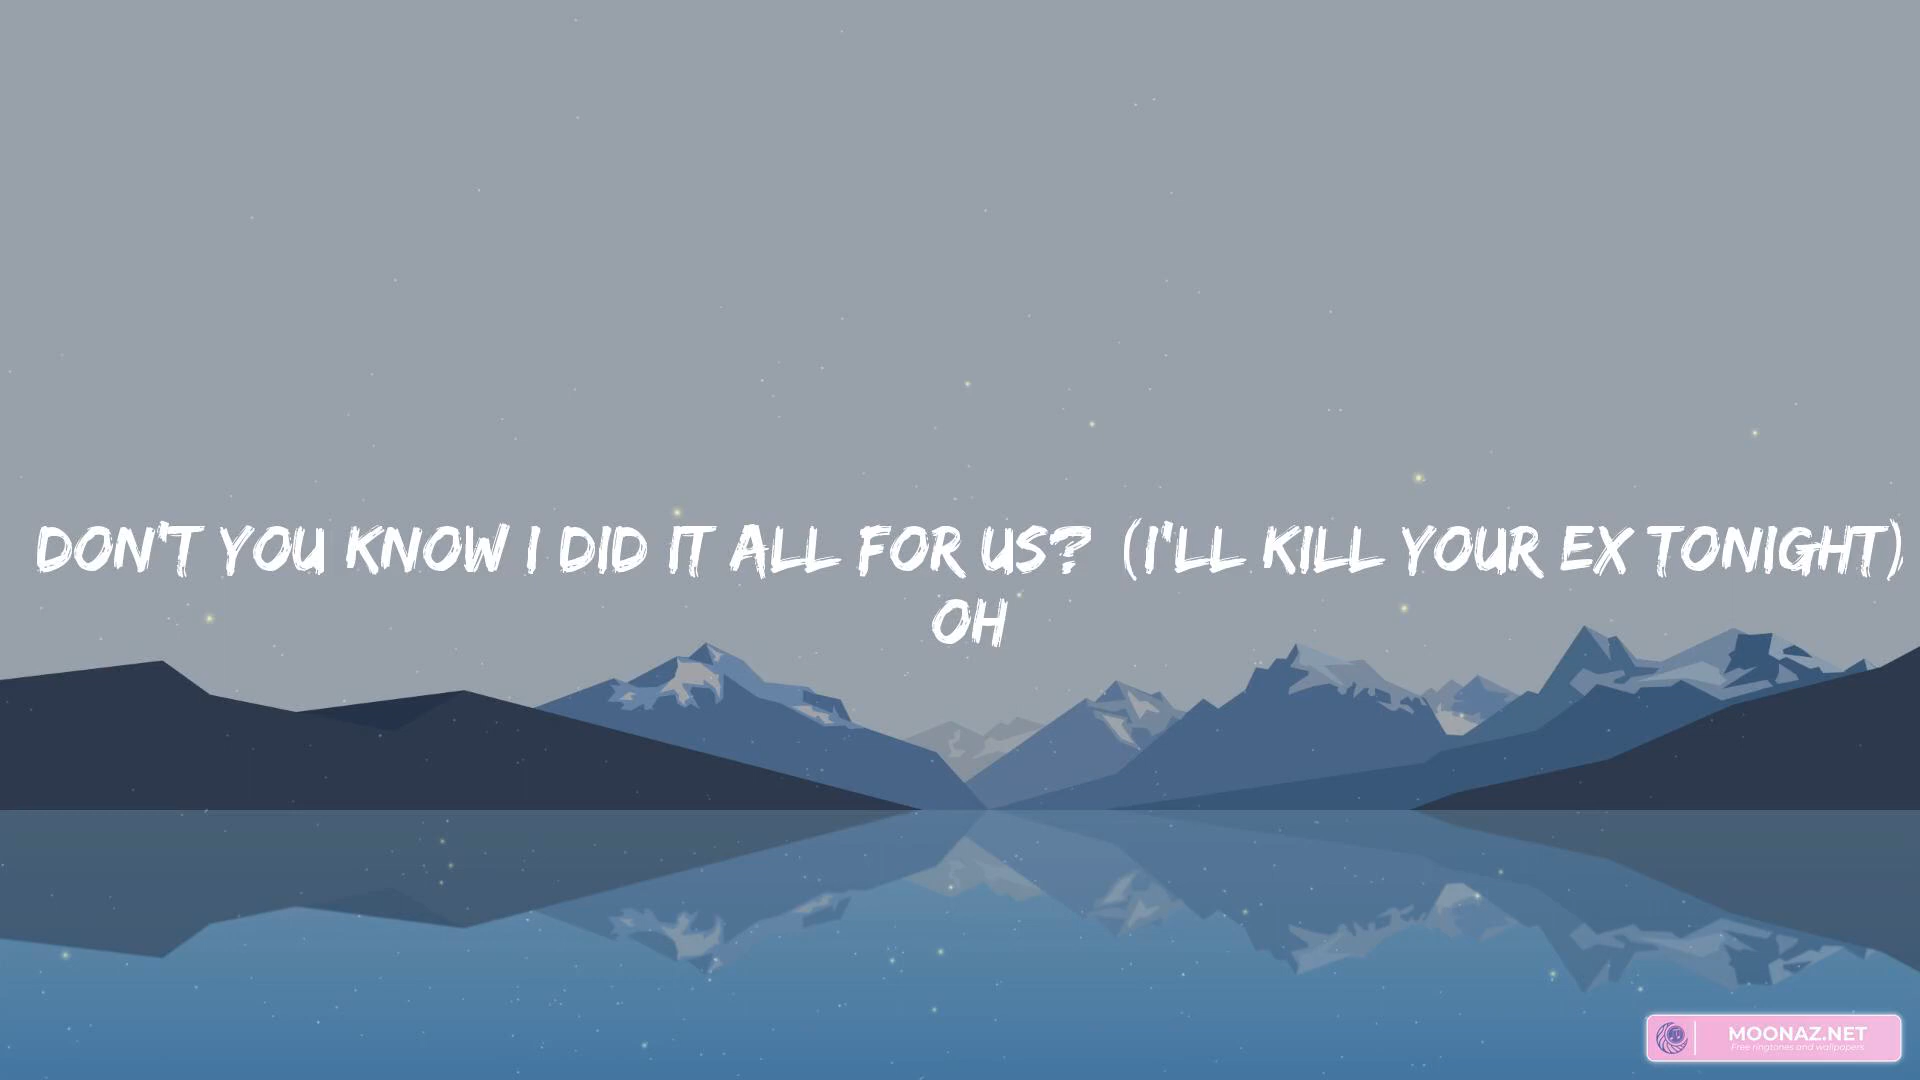 DON'T YOU KNOW I DID IT ALL FOR US? (I'LL KILL YOUR EX TONIGHT)
OH
MOONAZ.NET
Free ringtones and wallpapers